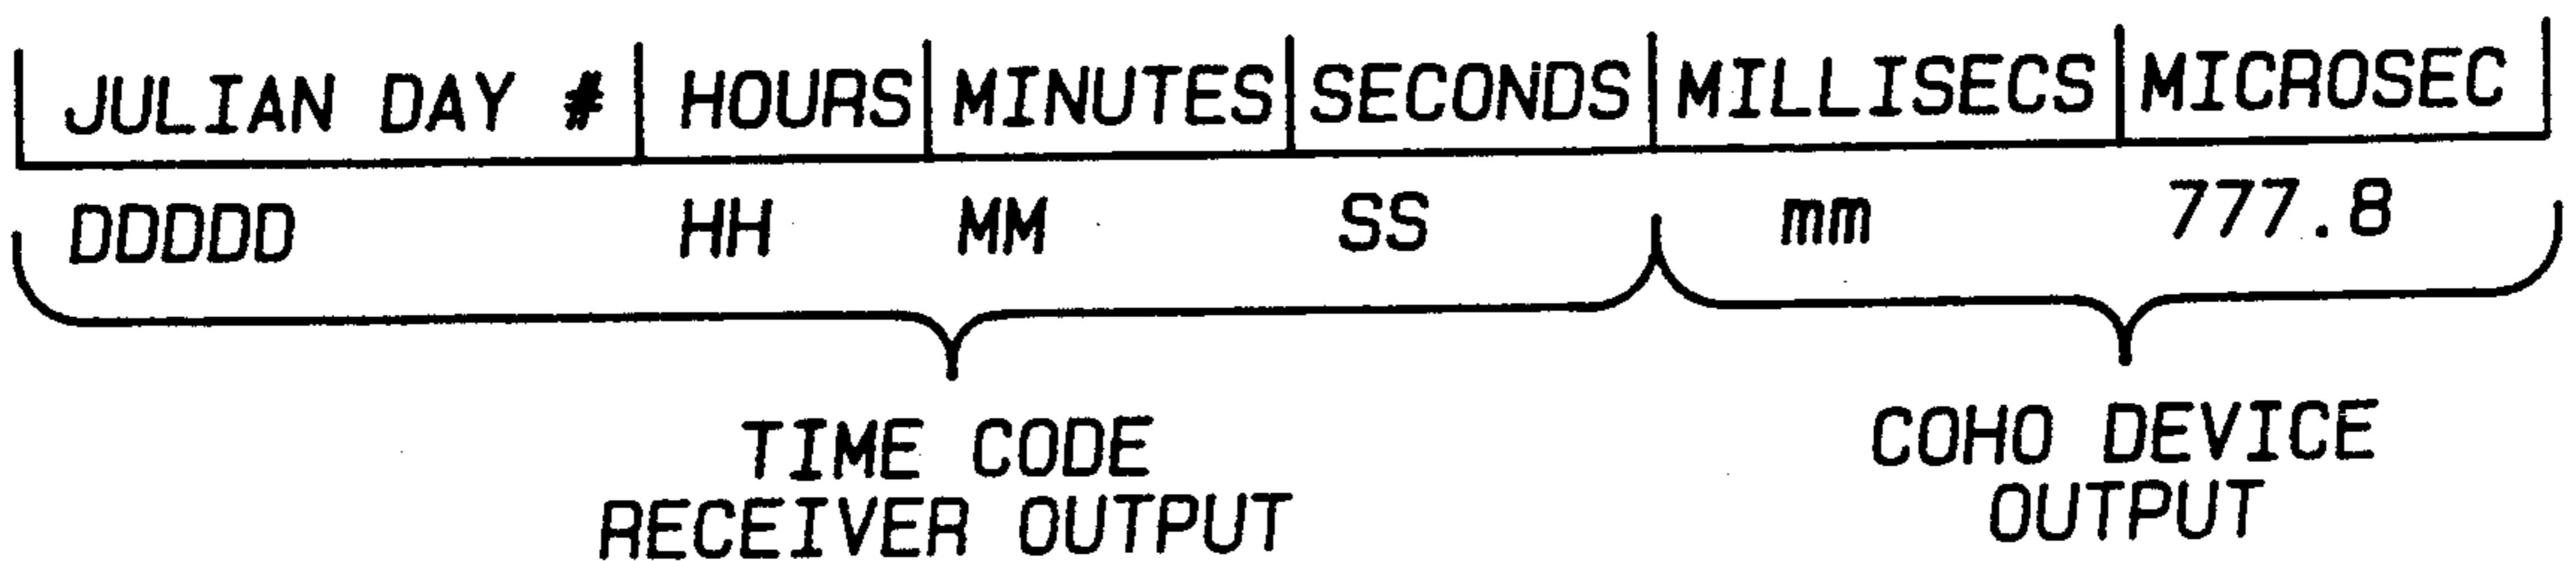 JULIAN DAY # HOURS MINUTES SECONDS MILLISECS MICROSEC
DDDDD HH MM SS mm 777.8
TIME CODE
RECEIVER OUTPUT
COHO DEVICE
OUTPUT